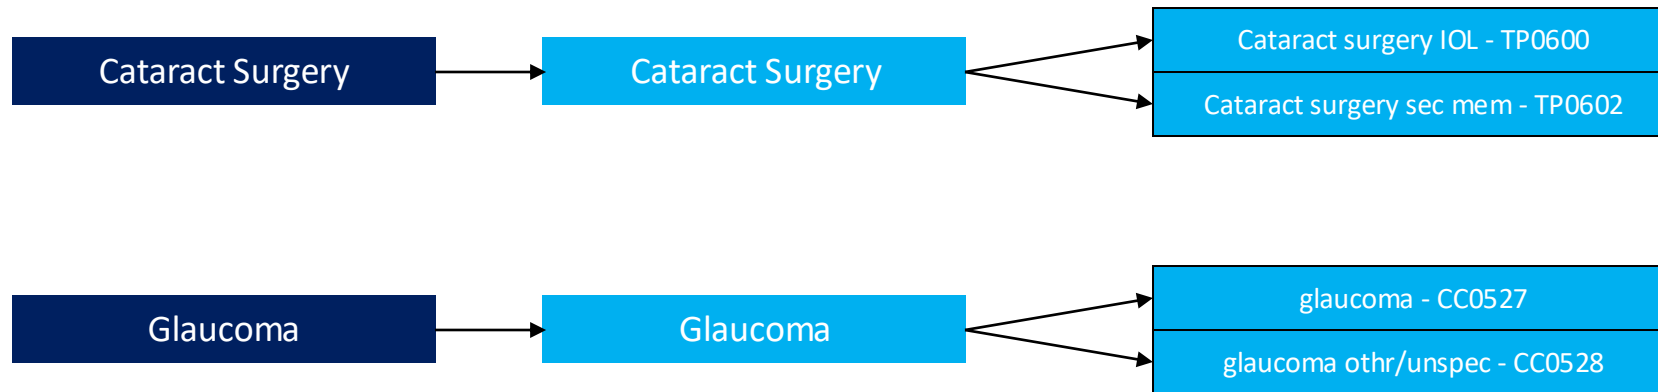 Cataract Surgery
Cataract Surgery
Cataract surgery IOL - TP0600
Cataract surgery sec mem - TP0602
Glaucoma
Glaucoma
glaucoma - CC0527
glaucoma othr/unspec - CC0528